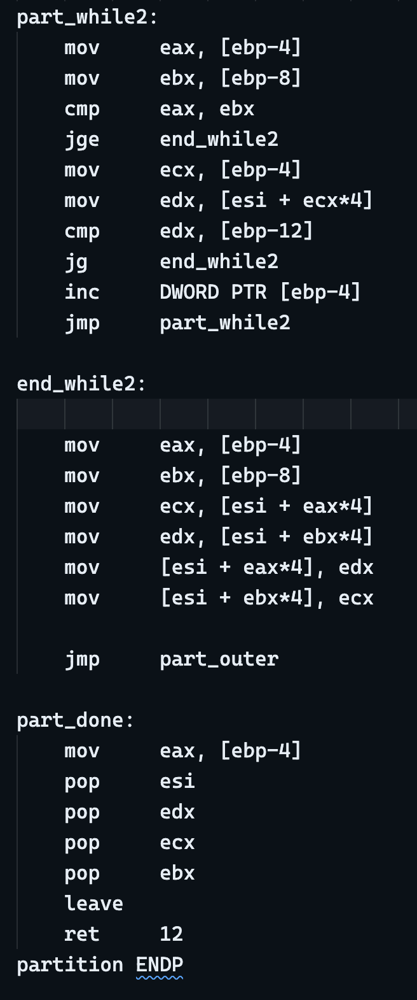 part_while2:
mov eax, [ebp-4]
mov ebx, [ebp-8]
cmp eax, ebx
jge end_while2
mov ecx, [ebp-4]
mov edx, [esi + ecx*4]
cmp edx, [ebp-12]
jg end_while2
inc DWORD PTR [ebp-4]
jmp part_while2
end_while2:
mov eax, [ebp-4]
mov ebx, [ebp-8]
mov ecx, [esi + eax*4]
mov edx, [esi + ebx*4]
mov [esi + eax*4], edx
mov [esi + ebx*4], ecx
jmp part_outer
part_done:
mov eax, [ebp-4]
pop esi
pop edx
pop ecx
pop ebx
leave
ret 12
partition ENDP